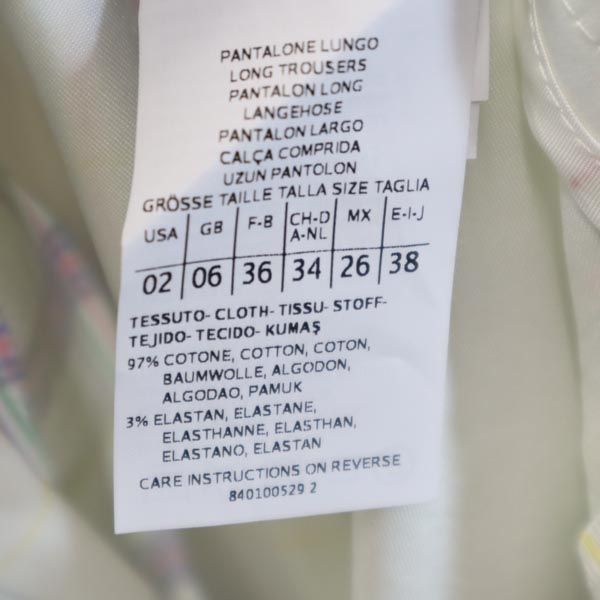 PANTALONE LUNGO
LONG TROUSERS
PANTALON LONG
LANGEHOSE
PANTALON LARGO
CALÇA COMPRIDA
UZUN PANTOLON
GRÖSSE TAILLE TALLA SIZE TAGLIA
USA GB F-B CH-D A-NL MX E-I-J
02 06 36 34 26 38
TESSUTO- CLOTH- TISSU- STOFF-
TEJIDO- TECIDO- KUMAŞ
97% COTONE, COTTON, COTON,
BAUMWOLLE, ALGODON,
ALGODAO, PAMUK
3% ELASTAN, ELASTANE,
ELASTHANNE, ELASTHAN,
ELASTANO, ELASTAN
CARE INSTRUCTIONS ON REVERSE
840100529 2